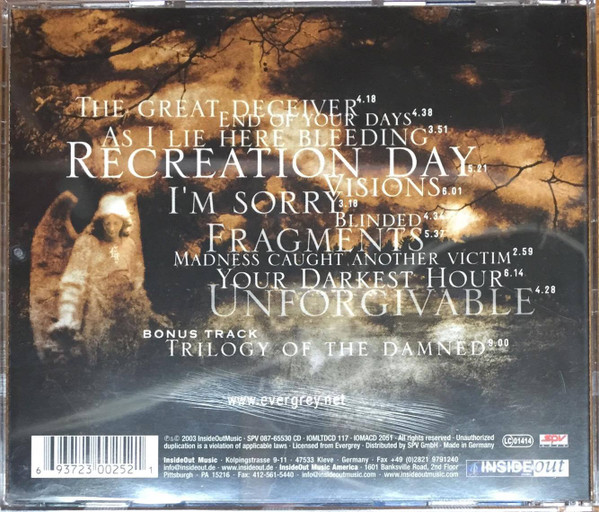 THE GREAT DECEIVER 4.18
END OF YOUR DAYS 4.38
AS I LIE HERE BLEEDING 3.51
RECREATION DAY 5.21
VISIONS 6.01
I'M SORRY 3.18
BLINDED 4.34
FRAGMENTS 5.37
MADNESS CAUGHT ANOTHER VICTIM 2.59
YOUR DARKEST HOUR 6.14
UNFORGIVABLE 4.28
BONUS TRACK
TRILOGY OF THE DAMNED 9.00
www.evergrey.net
℗&© 2003 InsideOutMusic - SPV 087-65530 CD - IOMLTDCD 117 - IOMACD 2051 - All rights reserved - Unauthorized
duplication is a violation of applicable laws - Licensed from Evergrey - Distributed by SPV GmbH - Made in Germany
InsideOut Music - Kolpingstrasse 9-11 - 47533 Kleve - Germany - Fax +49 (0)2821 9791240
info@insideout.de - www.insideout.de - InsideOut Music America - 1601 Banksville Road, 2nd Floor
Pittsburgh - PA 15216 - Fax: 412-561-5440 - info@insideoutmusic.com - www.insideoutmusic.com
6 93723 00252 1
LC 01414
SPV
INSIDEout